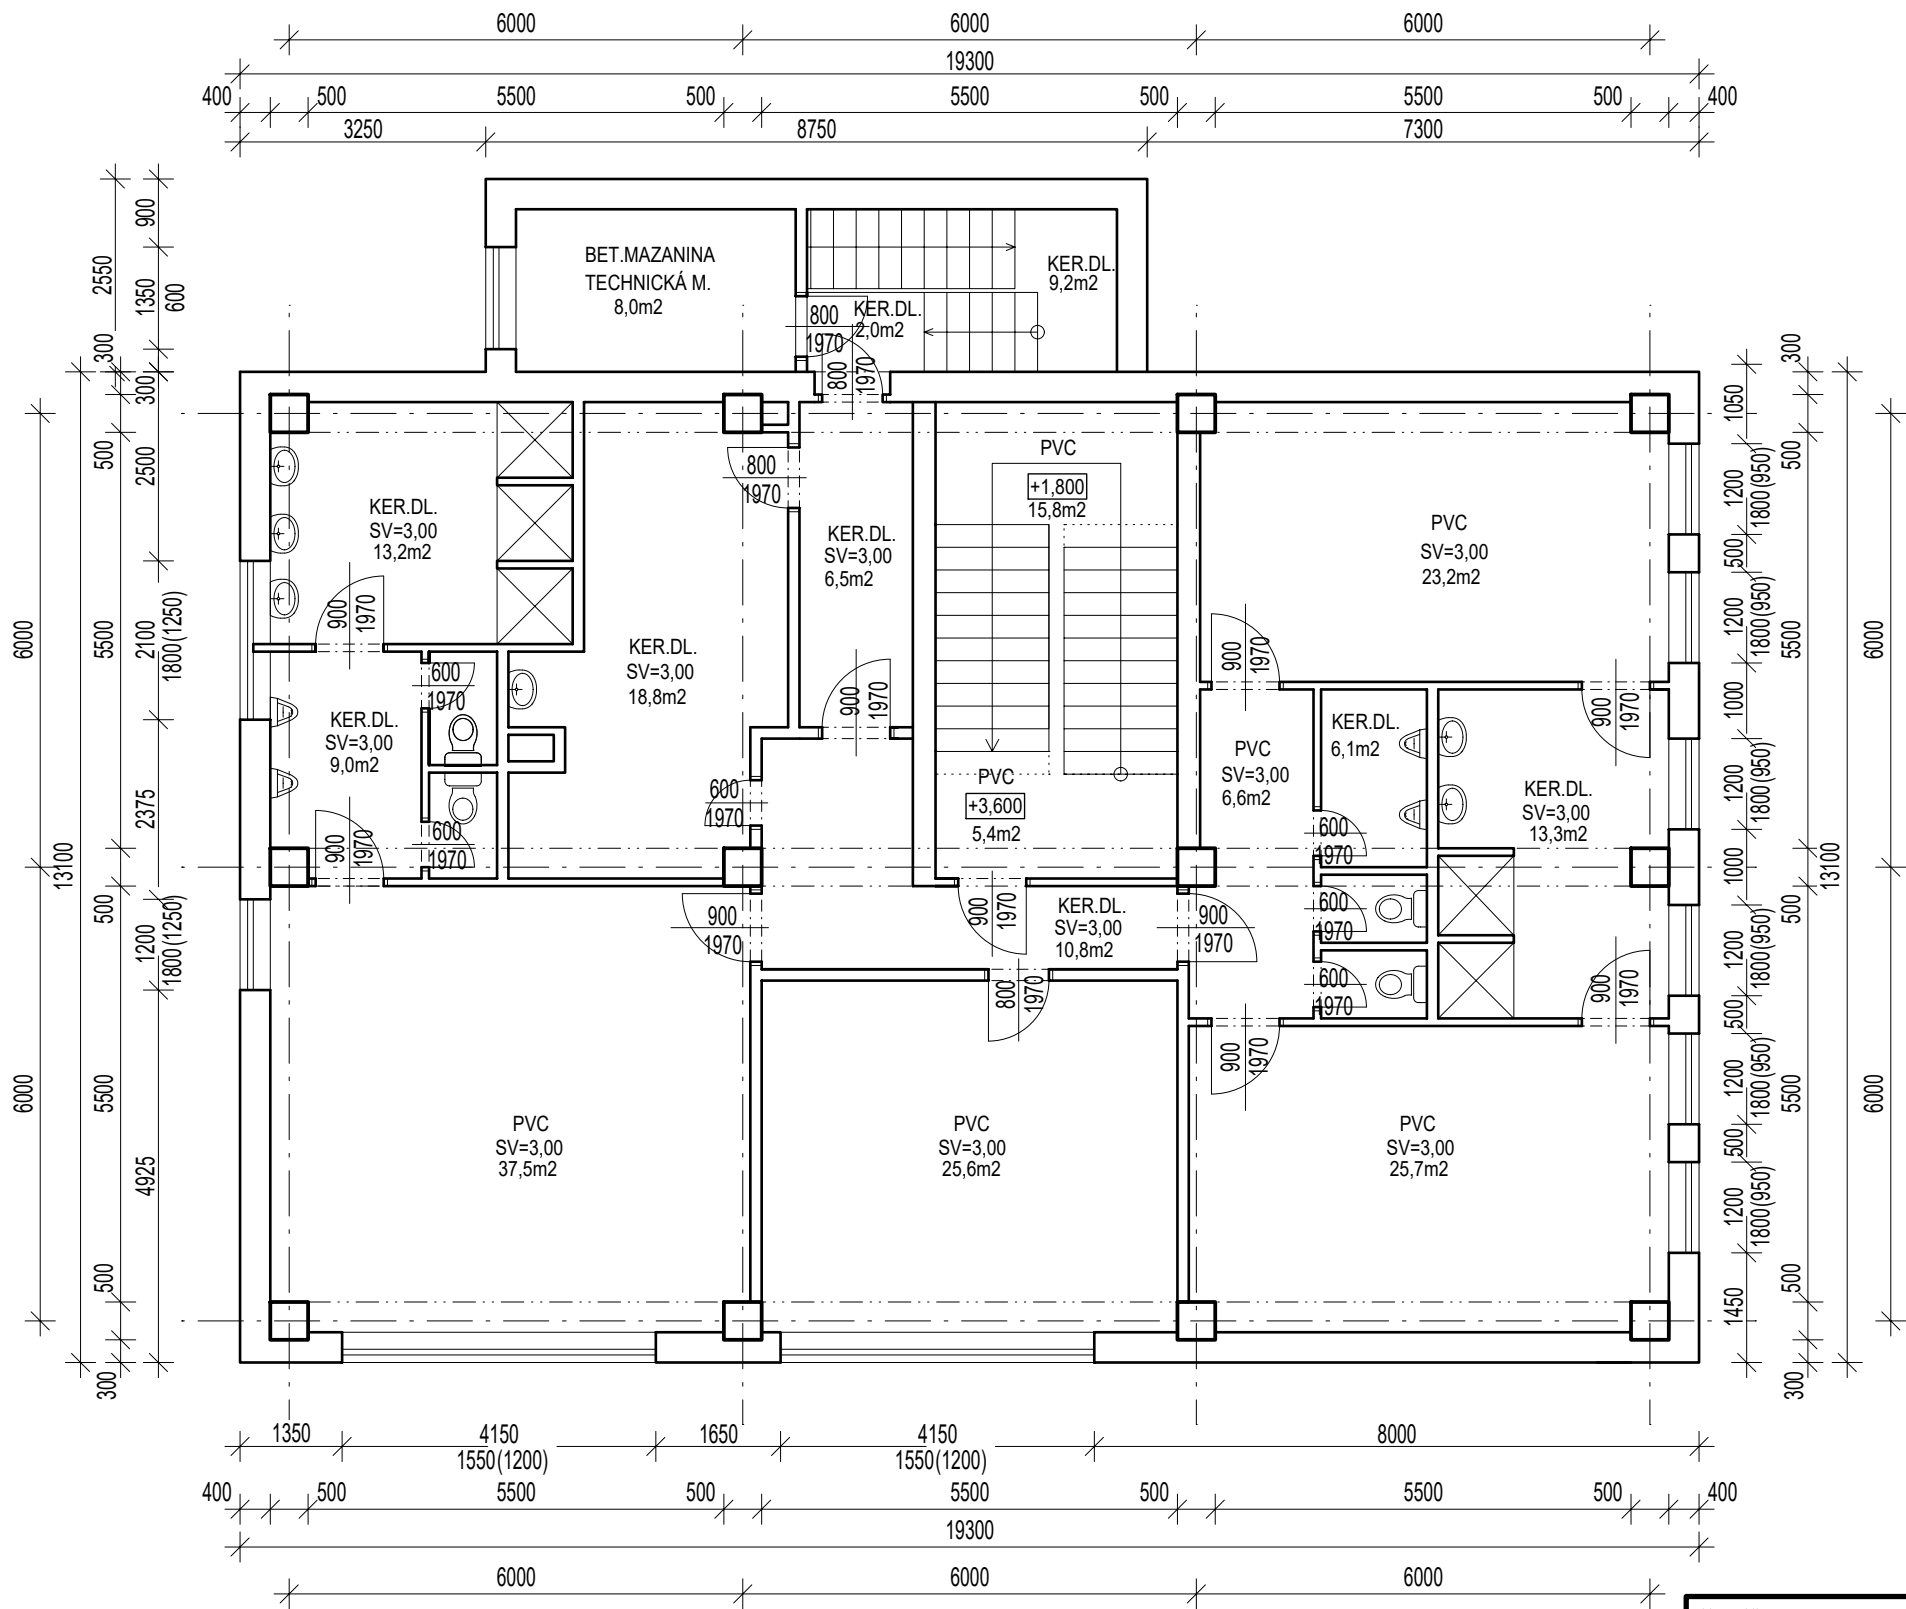 6000 6000 6000
19300
400 500 5500 500 5500 500 5500 500 400
3250 8750 7300
2550 900 1350 600 300
BET.MAZANINA
TECHNICKÁ M.
8,0m2
KER.DL.
9,2m2
KER.DL.
2,0m2
800
1970
800
1970
300
500
2500
5500
6000
2100
1800(1250)
2375
13100
500
1200
1800(1250)
6000
5500
4925
500
300
KER.DL.
SV=3,00
13,2m2
900
1970
800
1970
KER.DL.
SV=3,00
6,5m2
PVC
+1,800
15,8m2
PVC
SV=3,00
23,2m2
KER.DL.
SV=3,00
18,8m2
600
1970
900
1970
900
1970
900
1970
KER.DL.
SV=3,00
9,0m2
600
1970
900
1970
600
1970
PVC
+3,600
5,4m2
PVC
SV=3,00
6,6m2
KER.DL.
6,1m2
KER.DL.
SV=3,00
13,3m2
600
1970
600
1970
600
1970
900
1970
900
1970
KER.DL.
SV=3,00
10,8m2
900
1970
800
1970
900
1970
900
1970
PVC
SV=3,00
37,5m2
PVC
SV=3,00
25,6m2
PVC
SV=3,00
25,7m2
1050
1200
1800(950)
500
1200
1800(950)
1000
1200
1800(950)
1000
1200
1800(950)
500
1200
1800(950)
500
1200
1800(950)
1450
300
500
5500
500
5500
500
300
13100
6000
6000
1350 4150 1650 4150 8000
1550(1200) 1550(1200)
400 500 5500 500 5500 500 5500 500 400
19300
6000 6000 6000